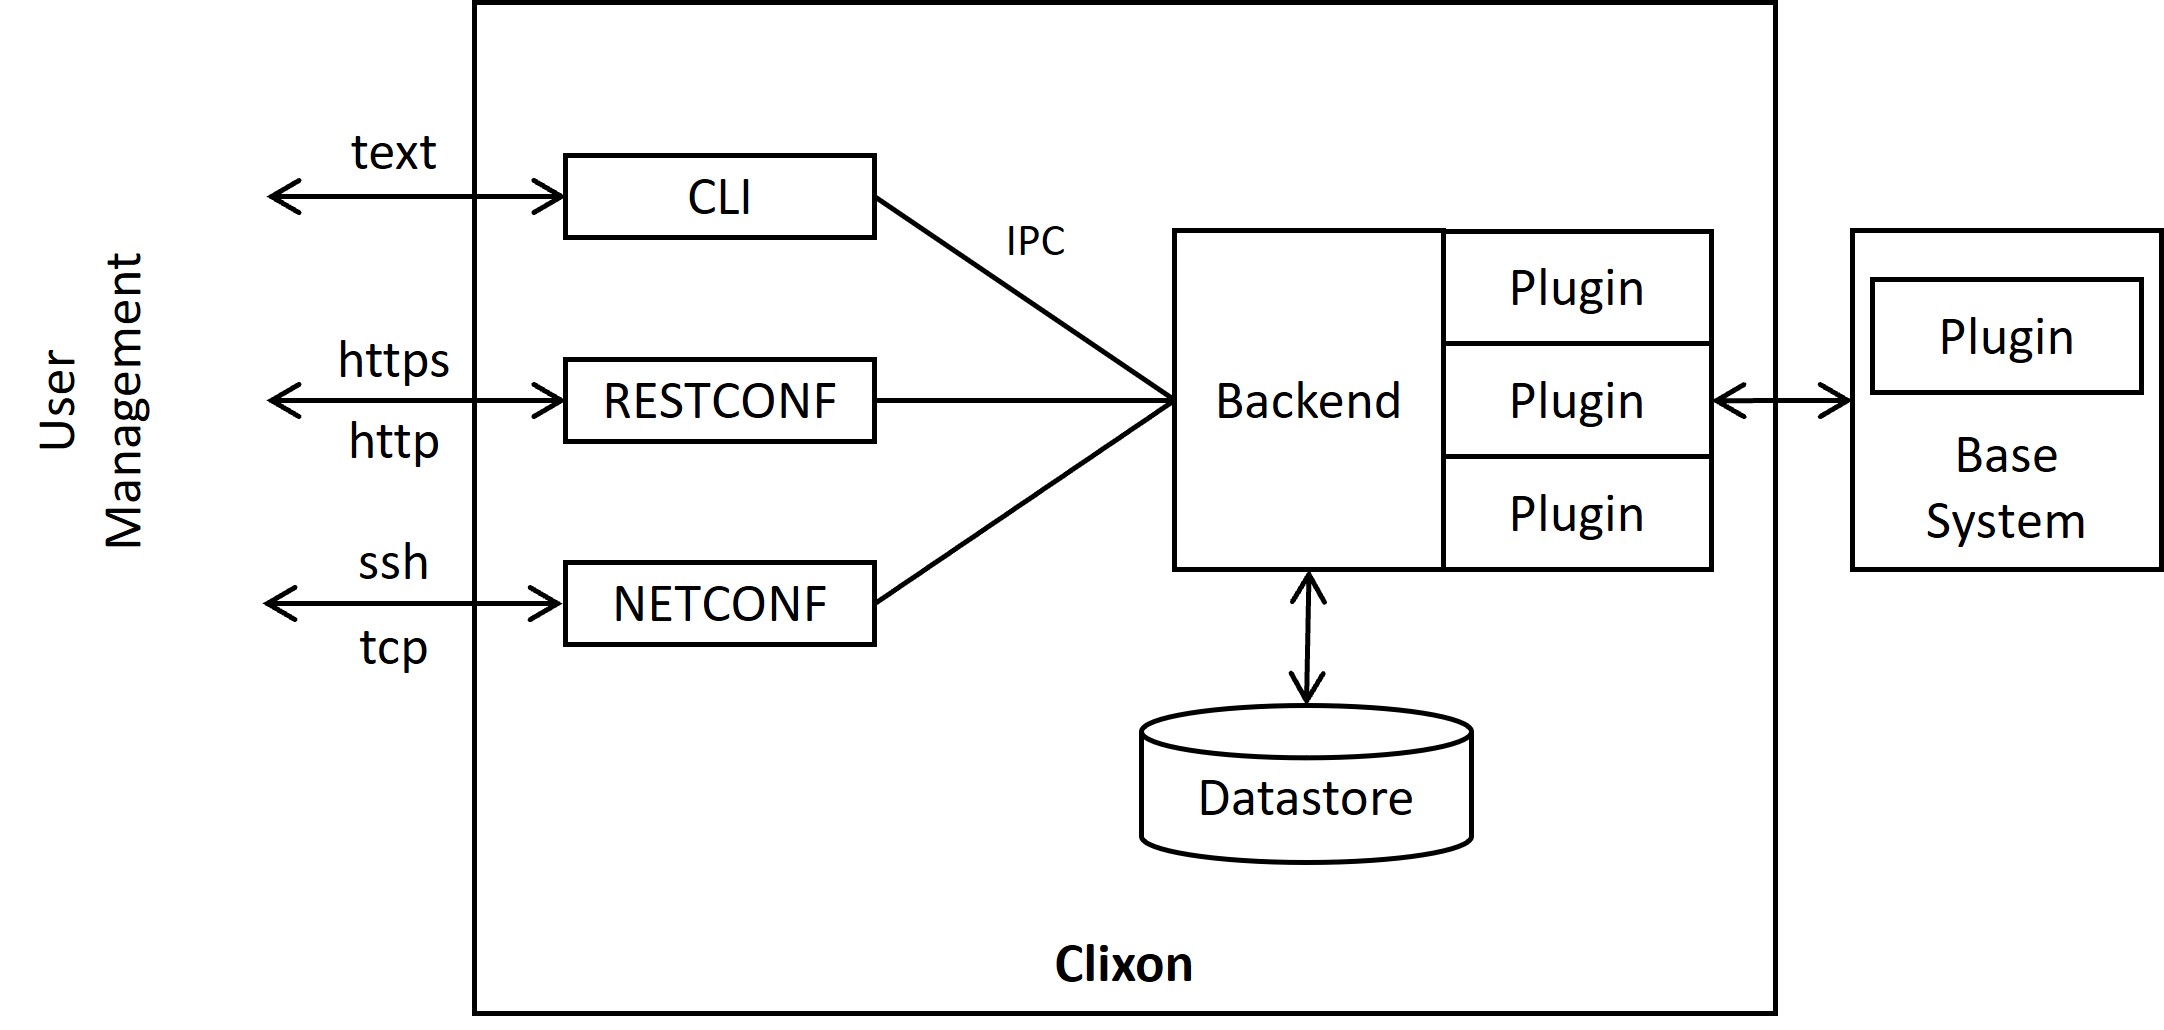 User
Management
text
https
http
ssh
tcp
CLI
RESTCONF
NETCONF
IPC
Backend
Plugin
Plugin
Plugin
Datastore
Clixon
Plugin
Base
System